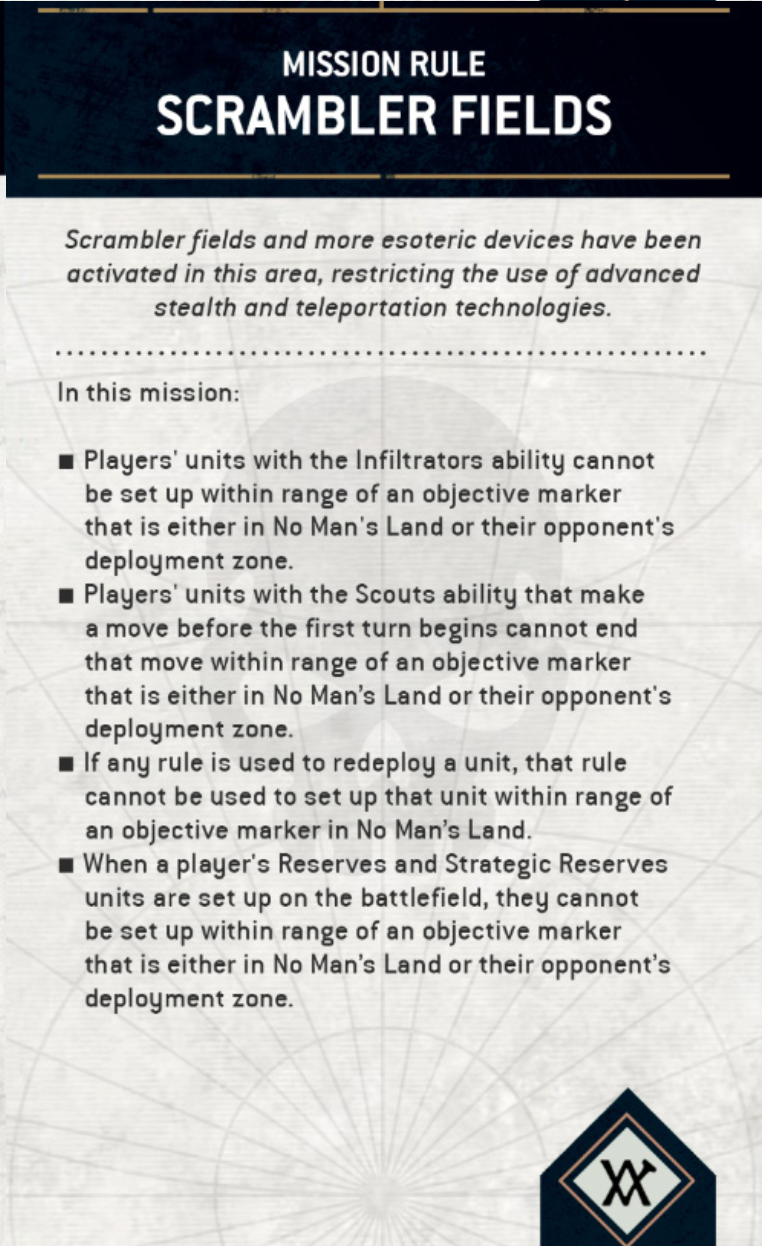 MISSION RULE
SCRAMBLER FIELDS
Scrambler fields and more esoteric devices have been
activated in this area, restricting the use of advanced
stealth and teleportation technologies.
In this mission:
■ Players' units with the Infiltrators ability cannot
be set up within range of an objective marker
that is either in No Man's Land or their opponent's
deployment zone.
■ Players' units with the Scouts ability that make
a move before the first turn begins cannot end
that move within range of an objective marker
that is either in No Man’s Land or their opponent's
deployment zone.
■ If any rule is used to redeploy a unit, that rule
cannot be used to set up that unit within range of
an objective marker in No Man’s Land.
■ When a player's Reserves and Strategic Reserves
units are set up on the battlefield, they cannot
be set up within range of an objective marker
that is either in No Man’s Land or their opponent’s
deployment zone.